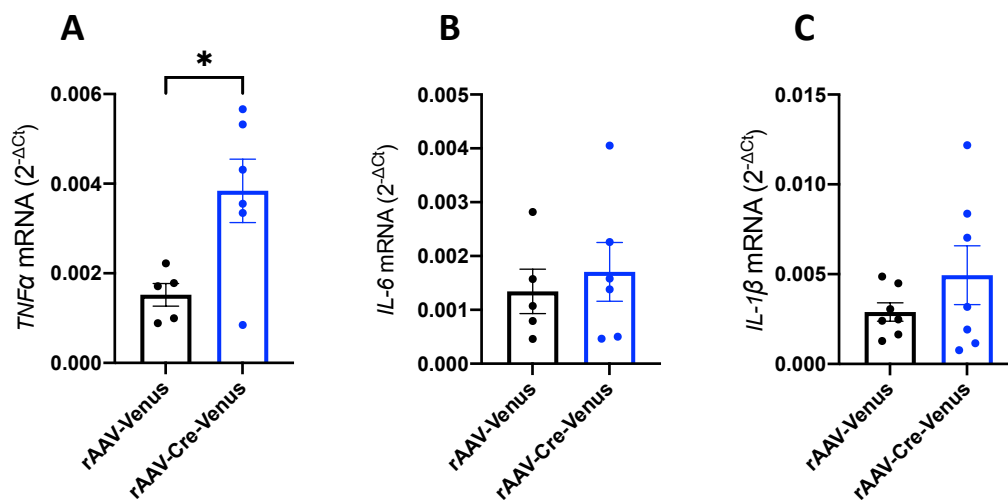 A
*
TNFα mRNA (2^-ΔCt)
0.006
0.004
0.002
0.000
rAAV-Venus
rAAV-Cre-Venus
B
IL-6 mRNA (2^-ΔCt)
0.005
0.004
0.003
0.002
0.001
0.000
rAAV-Venus
rAAV-Cre-Venus
C
IL-1β mRNA (2^-ΔCt)
0.015
0.010
0.005
0.000
rAAV-Venus
rAAV-Cre-Venus